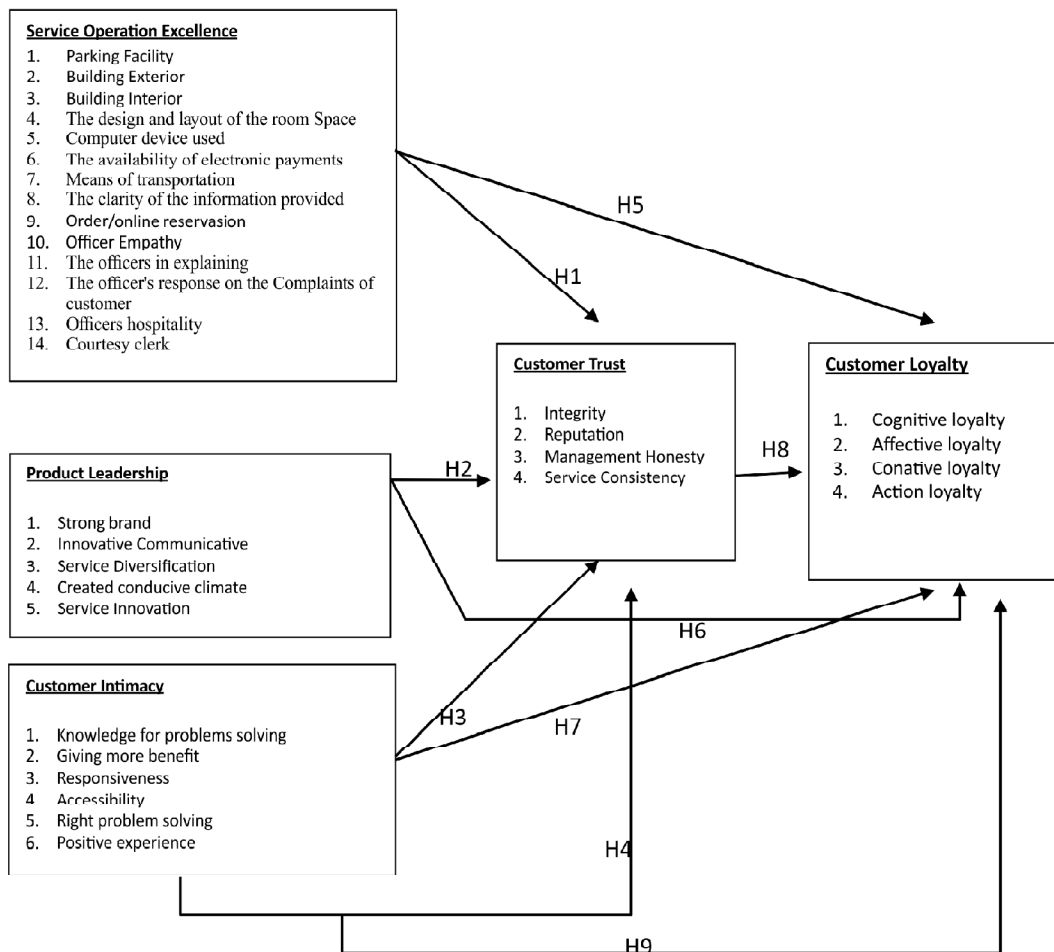 Service Operation Excellence
1. Parking Facility
2. Building Exterior
3. Building Interior
4. The design and layout of the room Space
5. Computer device used
6. The availability of electronic payments
7. Means of transportation
8. The clarity of the information provided
9. Order/online reservasion
10. Officer Empathy
11. The officers in explaining
12. The officer's response on the Complaints of
customer
13. Officers hospitality
14. Courtesy clerk
H5
H1
Customer Trust
1. Integrity
2. Reputation
3. Management Honesty
4. Service Consistency
Customer Loyalty
1. Cognitive loyalty
2. Affective loyalty
3. Conative loyalty
4. Action loyalty
H8
H2
Product Leadership
1. Strong brand
2. Innovative Communicative
3. Service Diversification
4. Created conducive climate
5. Service Innovation
H6
Customer Intimacy
1. Knowledge for problems solving
2. Giving more benefit
3. Responsiveness
4 Accessibility
5. Right problem solving
6. Positive experience
H3
H7
H4
H9